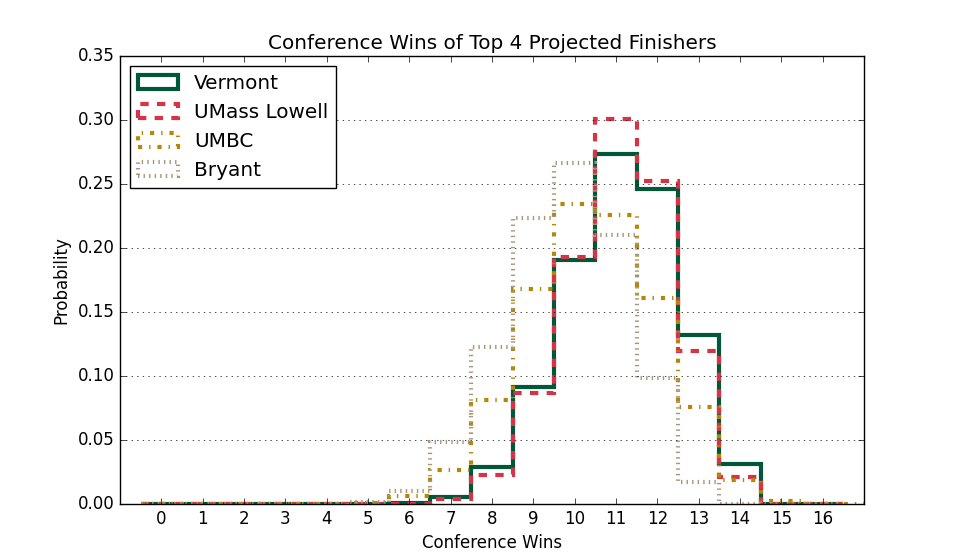 Conference Wins of Top 4 Projected Finishers
0.35
0.30
0.25
0.20
0.15
0.10
0.05
0.00
Probability
Vermont
UMass Lowell
UMBC
Bryant
0 1 2 3 4 5 6 7 8 9 10 11 12 13 14 15 16
Conference Wins